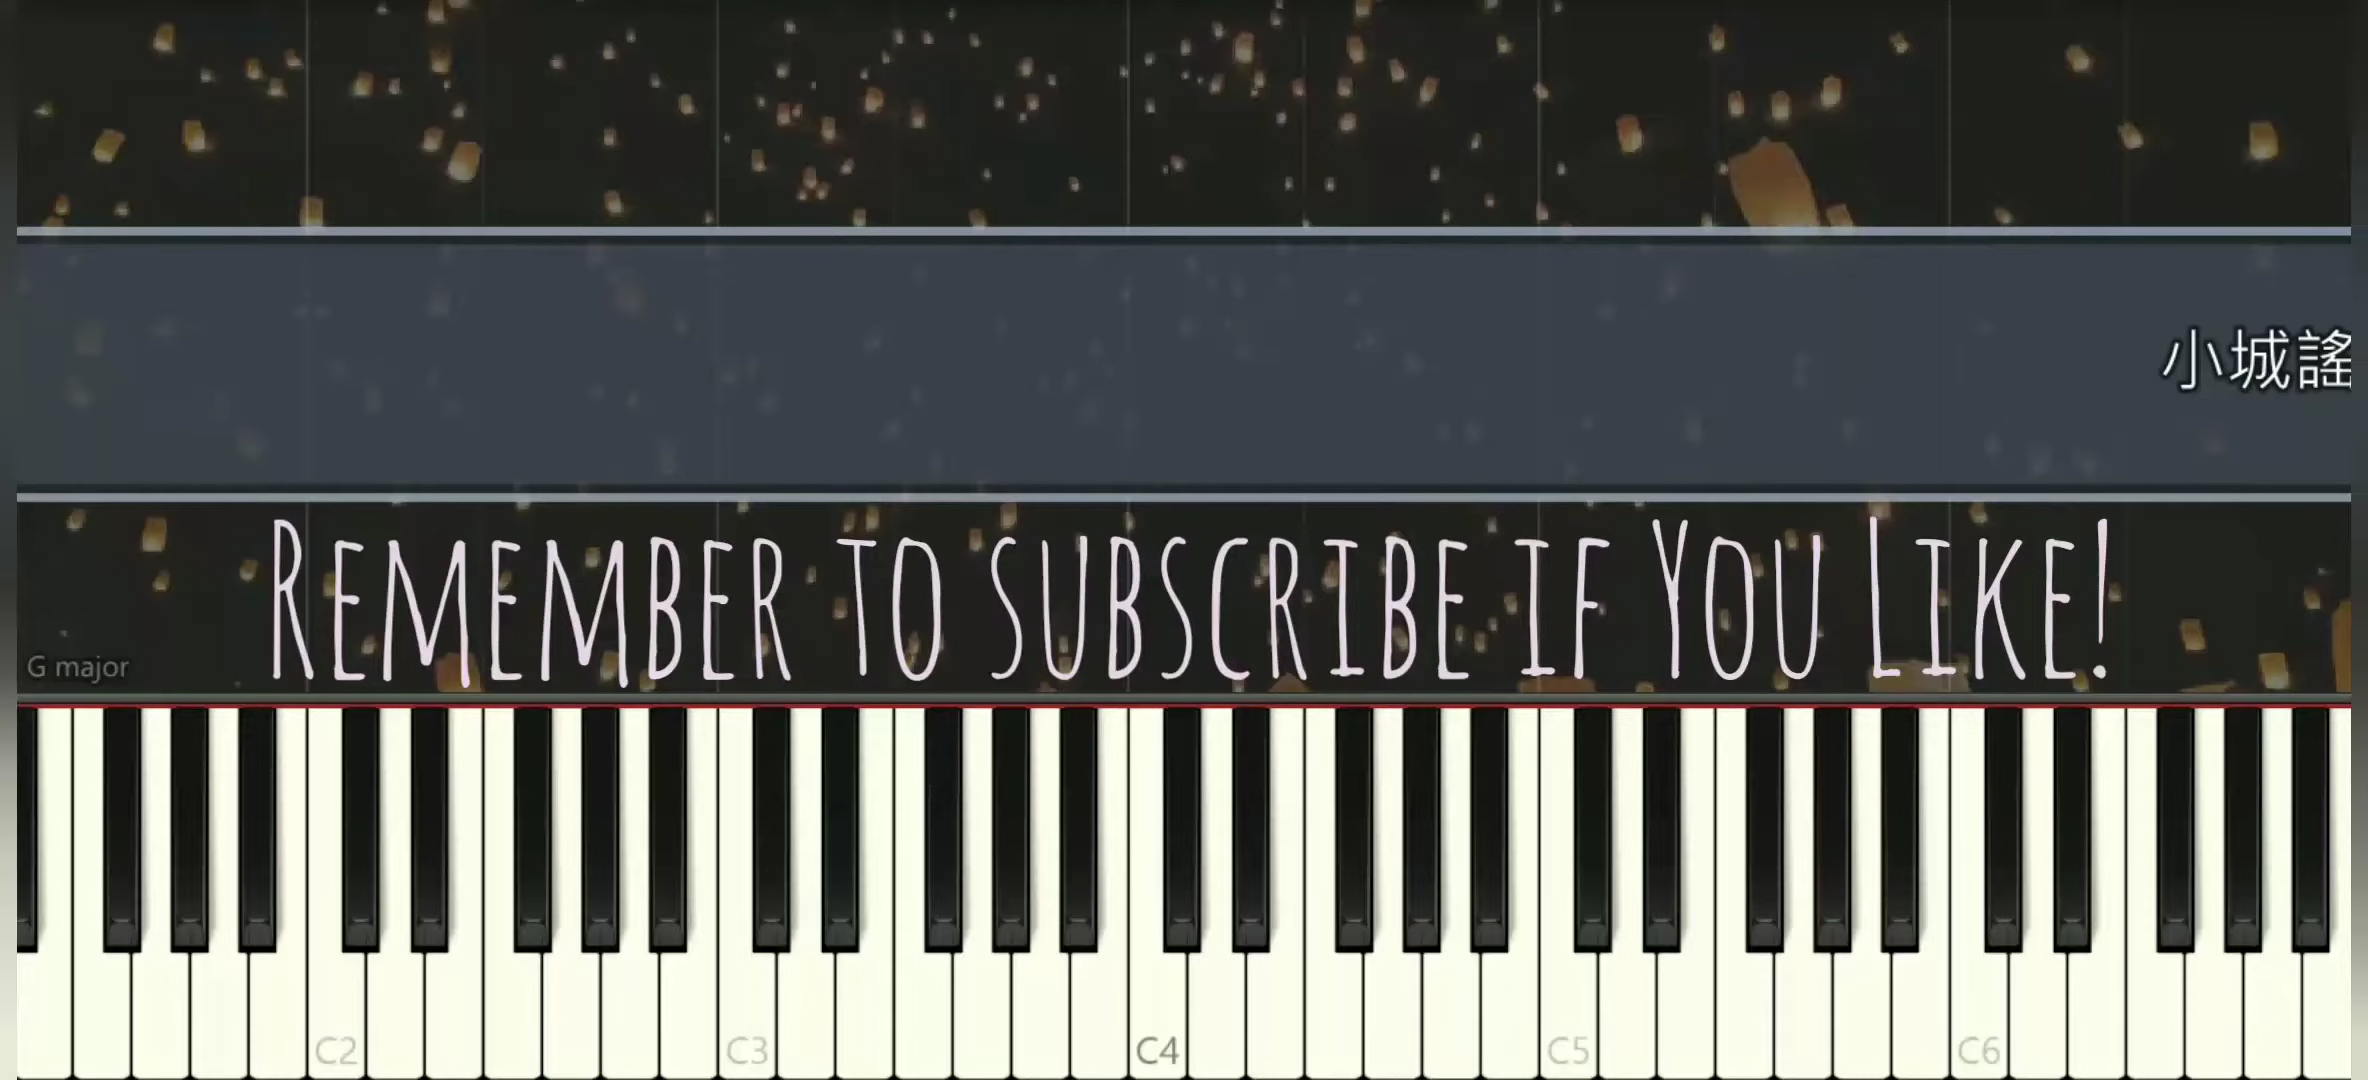 小城謠
Remember to subscribe if You Like!
G major
C2 C3 C4 C5 C6